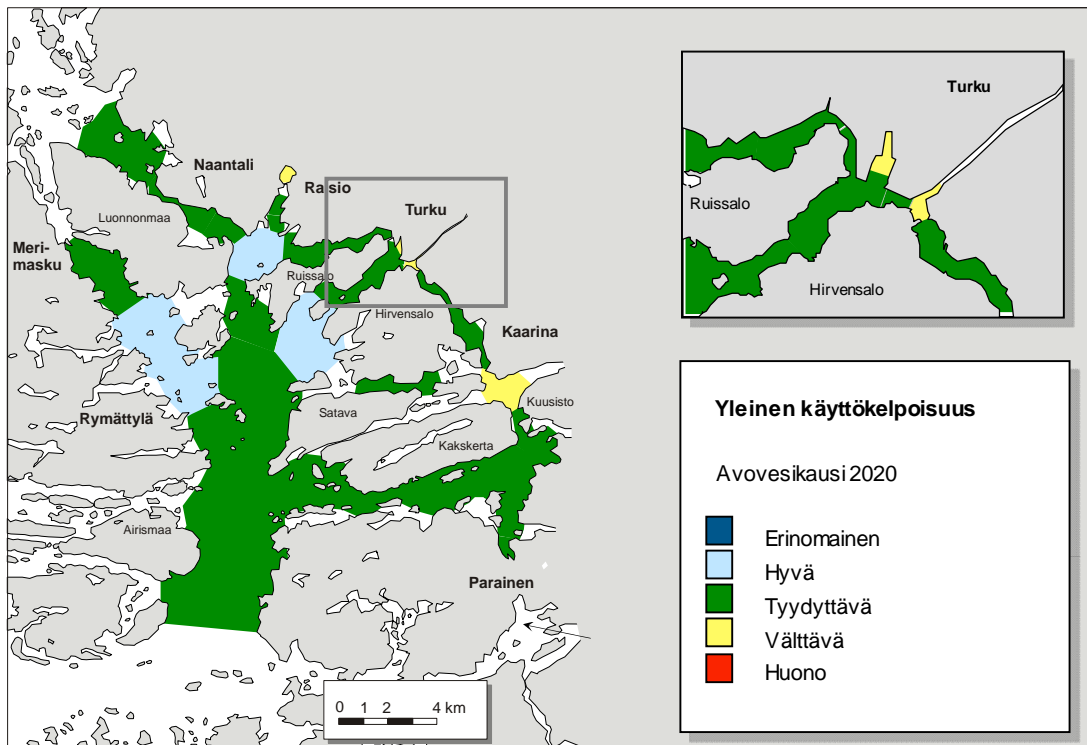 Naantali
Raisio
Turku
Luonnonmaa
Meri-
masku
Ruissalo
Hirvensalo
Kaarina
Rymättylä
Satava
Kuusisto
Kakskerta
Airismaa
Parainen
0 1 2 4 km
Turku
Ruissalo
Hirvensalo
Yleinen käyttökelpoisuus
Avovesikausi 2020
Erinomainen
Hyvä
Tyydyttävä
Välttävä
Huono